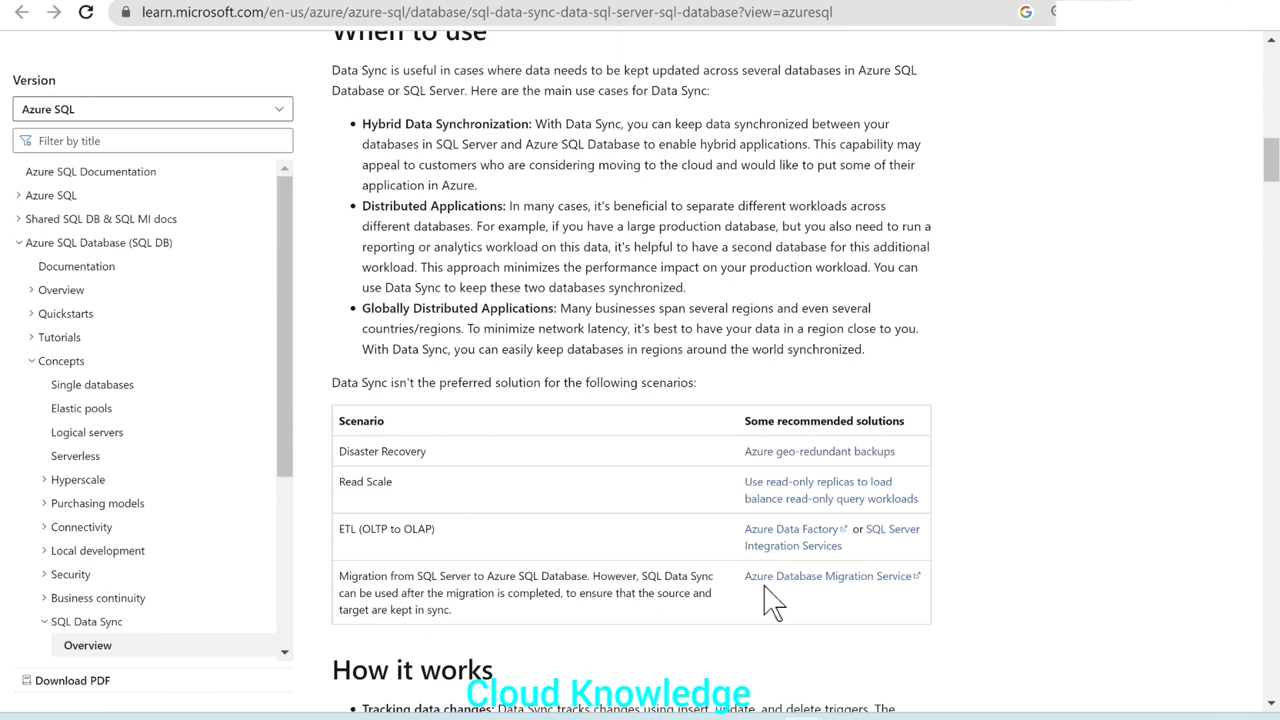 learn.microsoft.com/en-us/azure/azure-sql/database/sql-data-sync-data-sql-server-sql-database?view=azuresql
When to use
Version
Azure SQL
Filter by title
Azure SQL Documentation
Azure SQL
Shared SQL DB & SQL MI docs
Azure SQL Database (SQL DB)
Documentation
Overview
Quickstarts
Tutorials
Concepts
Single databases
Elastic pools
Logical servers
Serverless
Hyperscale
Purchasing models
Connectivity
Local development
Security
Business continuity
SQL Data Sync
Overview
Download PDF
Data Sync is useful in cases where data needs to be kept updated across several databases in Azure SQL
Database or SQL Server. Here are the main use cases for Data Sync:
• Hybrid Data Synchronization: With Data Sync, you can keep data synchronized between your
databases in SQL Server and Azure SQL Database to enable hybrid applications. This capability may
appeal to customers who are considering moving to the cloud and would like to put some of their
application in Azure.
• Distributed Applications: In many cases, it's beneficial to separate different workloads across
different databases. For example, if you have a large production database, but you also need to run a
reporting or analytics workload on this data, it's helpful to have a second database for this additional
workload. This approach minimizes the performance impact on your production workload. You can
use Data Sync to keep these two databases synchronized.
• Globally Distributed Applications: Many businesses span several regions and even several
countries/regions. To minimize network latency, it's best to have your data in a region close to you.
With Data Sync, you can easily keep databases in regions around the world synchronized.
Data Sync isn't the preferred solution for the following scenarios:
Scenario Some recommended solutions
Disaster Recovery Azure geo-redundant backups
Read Scale Use read-only replicas to load
balance read-only query workloads
ETL (OLTP to OLAP) Azure Data Factory or SQL Server
Integration Services
Migration from SQL Server to Azure SQL Database. However, SQL Data Sync Azure Database Migration Service
can be used after the migration is completed, to ensure that the source and
target are kept in sync.
How it works
Cloud Knowledge
• Tracking data changes: Data Sync tracks changes using insert, update, and delete triggers. The